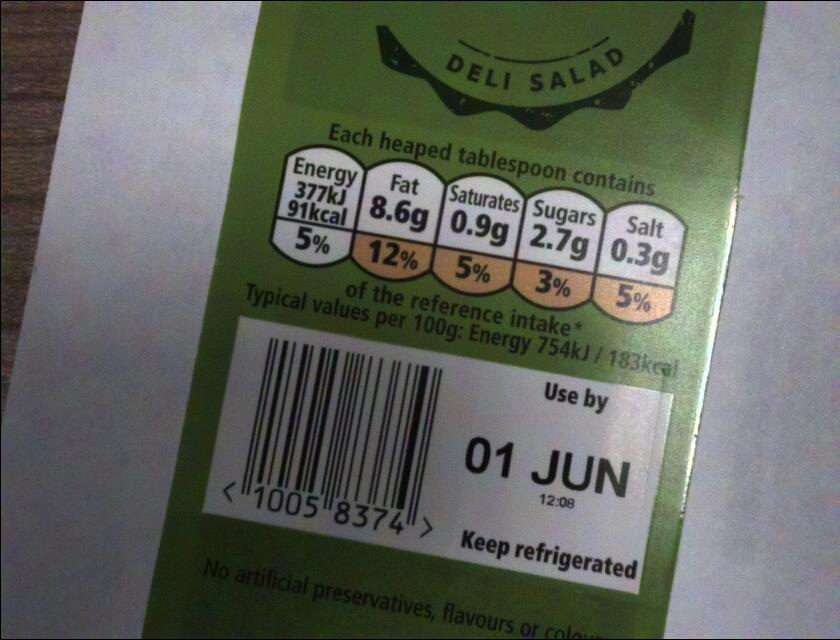 DELI SALAD
Each heaped tablespoon contains
Energy
377kJ
91kcal
5%
Fat
8.6g
12%
Saturates
0.9g
5%
Sugars
2.7g
3%
Salt
0.3g
5%
of the reference intake*
Typical values per 100g: Energy 754kJ / 183kcal
Use by
01 JUN
12:08
Keep refrigerated
< 1005 8374 >
No artificial preservatives, flavours or